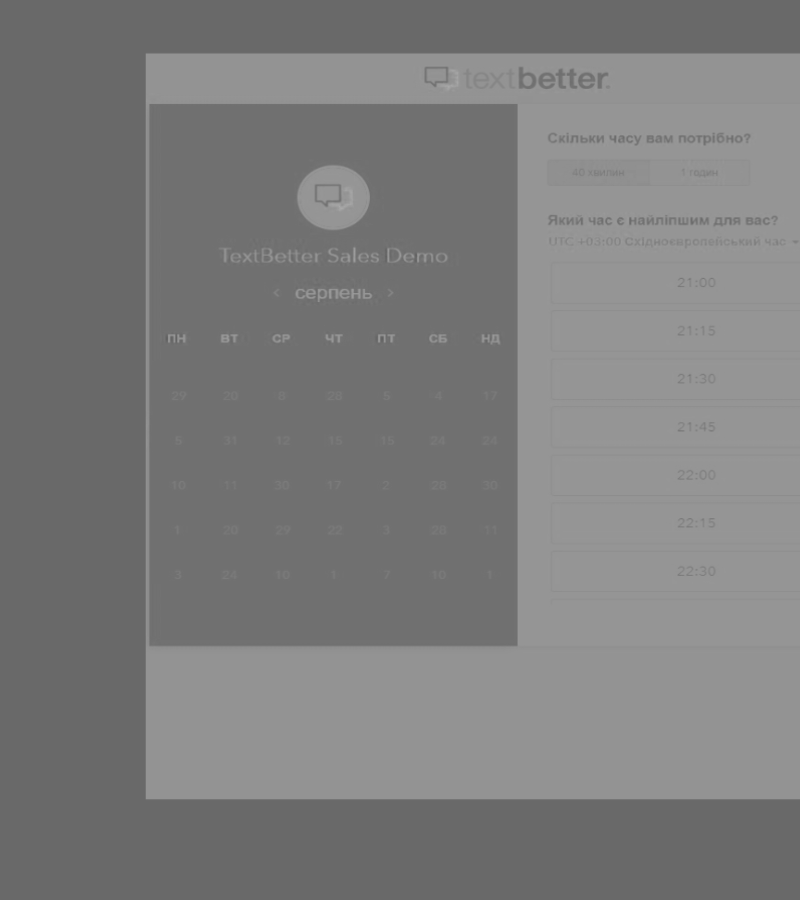 textbetter.
TextBetter Sales Demo
< серпень >
ПН ВТ СР ЧТ ПТ СБ НД
29 20 28 5 4 17
5 31 12 15 15 24 24
10 11 30 17 2 20 30
1 20 29 22 3 28 11
3 24 10 1 7 10 1
Скільки часу вам потрібно?
40 хвилин 1 годин
Який час є найліпшим для вас?
UTC +03:00 Східноєвропейський час
21:00
21:15
21:30
21:45
22:00
22:15
22:30